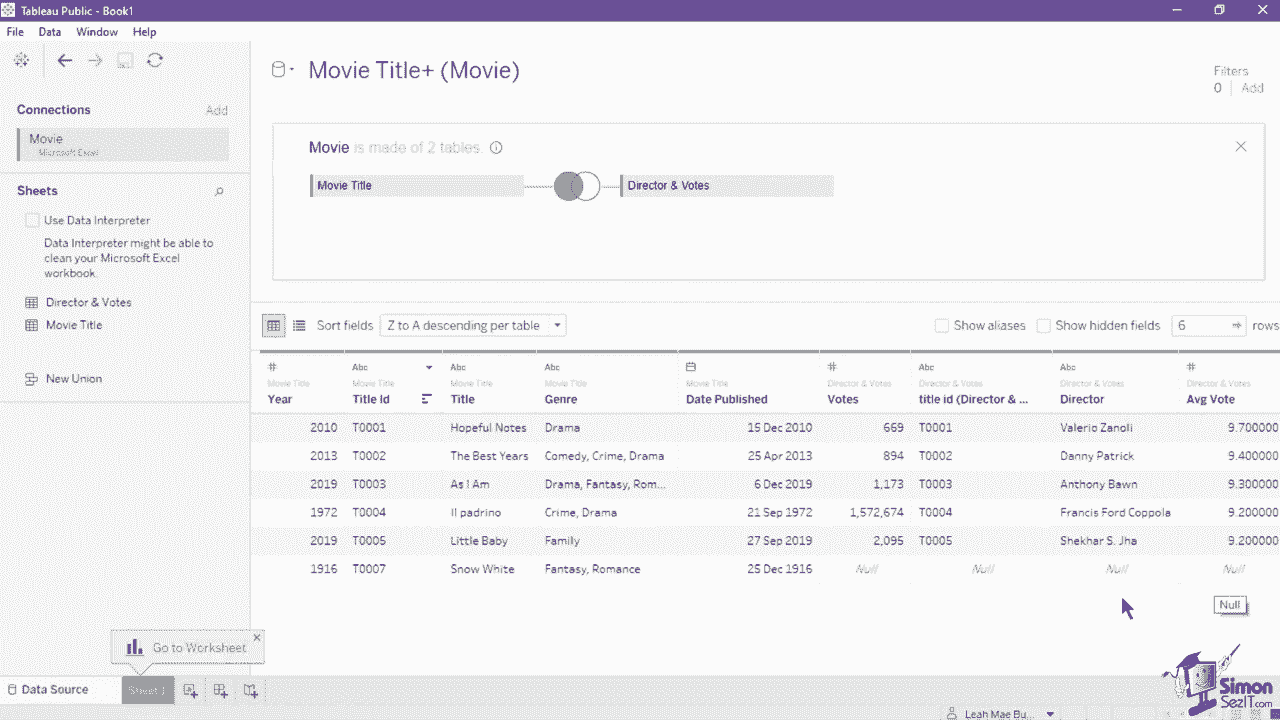 Tableau Public - Book1
File Data Window Help
Connections Add
Movie
Microsoft Excel
Sheets
Use Data Interpreter
Data Interpreter might be able to
clean your Microsoft Excel
workbook.
Director & Votes
Movie Title
New Union
Movie Title+ (Movie)
Filters
0 Add
Movie is made of 2 tables.
Movie Title Director & Votes
Sort fields Z to A descending per table Show aliases Show hidden fields 6 rows
# Abc Abc Abc # Abc Abc #
Movie Title Movie Title Movie Title Movie Title Movie Title Director & Votes Director & Votes Director & Votes Director & Votes
Year Title Id Title Genre Date Published Votes title id (Director & ... Director Avg Vote
2010 T0001 Hopeful Notes Drama 15 Dec 2010 669 T0001 Valerio Zanoli 9.700000
2013 T0002 The Best Years Comedy, Crime, Drama 25 Apr 2013 894 T0002 Danny Patrick 9.400000
2019 T0003 As I Am Drama, Fantasy, Rom... 6 Dec 2019 1,173 T0003 Anthony Bawn 9.300000
1972 T0004 Il padrino Crime, Drama 21 Sep 1972 1,572,674 T0004 Francis Ford Coppola 9.200000
2019 T0005 Little Baby Family 27 Sep 2019 2,095 T0005 Shekhar S. Jha 9.200000
1916 T0007 Snow White Fantasy, Romance 25 Dec 1916 Null Null Null Null
Null
Go to Worksheet
Data Source Sheet 1
Leah Mae Bu...
Simon
SezIT.com